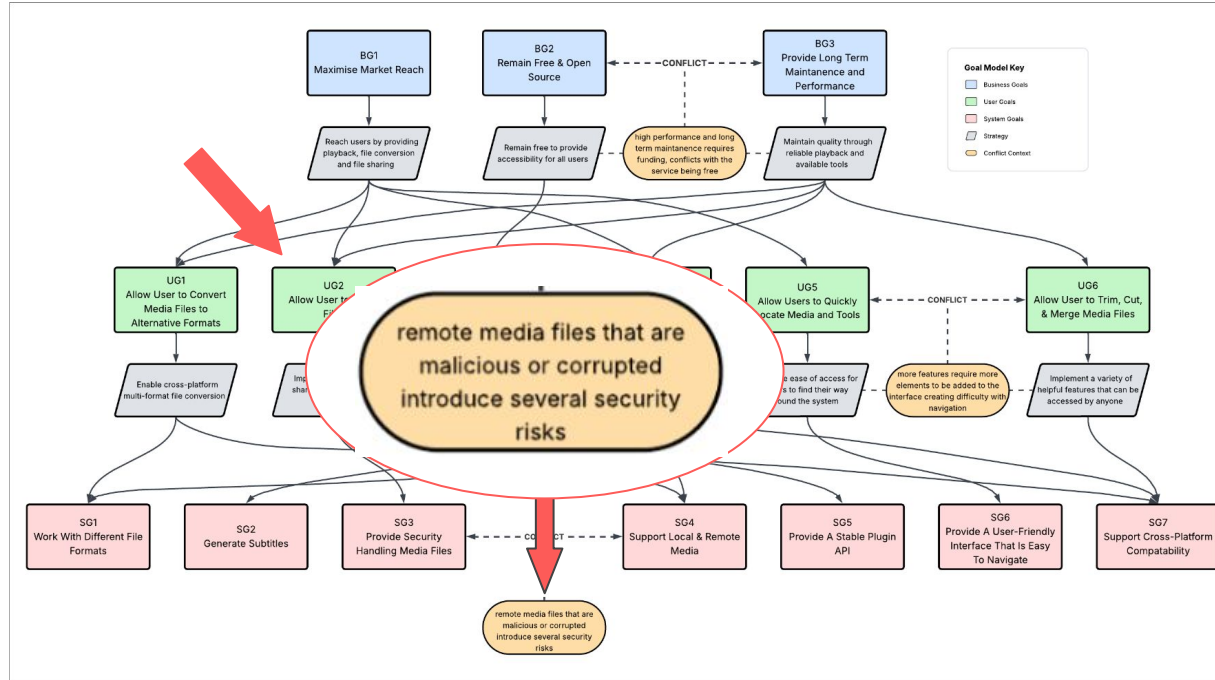 BG1
Maximise Market Reach
BG2
Remain Free & Open
Source
CONFLICT
BG3
Provide Long Term
Maintanence and
Performance
Goal Model Key
Business Goals
User Goals
System Goals
Strategy
Conflict Context
Reach users by providing
playback, file conversion
and file sharing
Remain free to provide
accessibility for all users
high performance and long
term maintanence requires
funding, conflicts with the
service being free
Maintain quality through
reliable playback and
available tools
UG1
Allow User to Convert
Media Files to
Alternative Formats
UG2
Allow User to
UG5
Allow Users to Quickly
Locate Media and Tools
CONFLICT
UG6
Allow User to Trim, Cut,
& Merge Media Files
remote media files that are
malicious or corrupted
introduce several security
risks
Enable cross-platform
multi-format file conversion
ease of access for
to find their way
the system
more features require more
elements to be added to the
interface creating difficulty with
navigation
Implement a variety of
helpful features that can be
accessed by anyone
SG1
Work With Different File
Formats
SG2
Generate Subtitles
SG3
Provide Security
Handling Media Files
SG4
Support Local & Remote
Media
SG5
Provide A Stable Plugin
API
SG6
Provide A User-Friendly
Interface That Is Easy
To Navigate
SG7
Support Cross-Platform
Compatability
remote media files that are
malicious or corrupted
introduce several security
risks